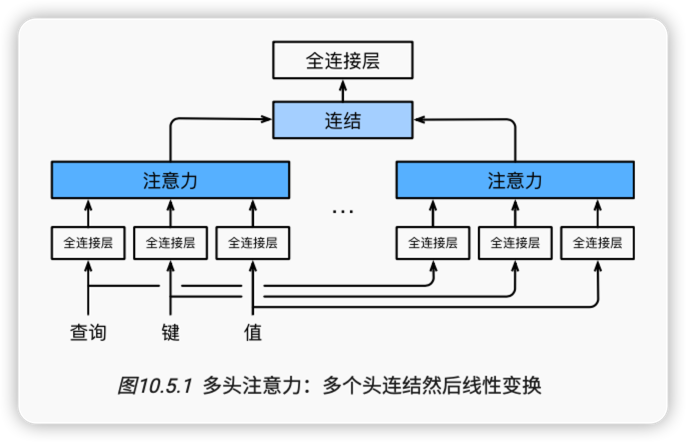 全连接层
连结
注意力 注意力
...
全连接层 全连接层 全连接层 全连接层 全连接层 全连接层
查询 键 值
图10.5.1 多头注意力：多个头连结然后线性变换